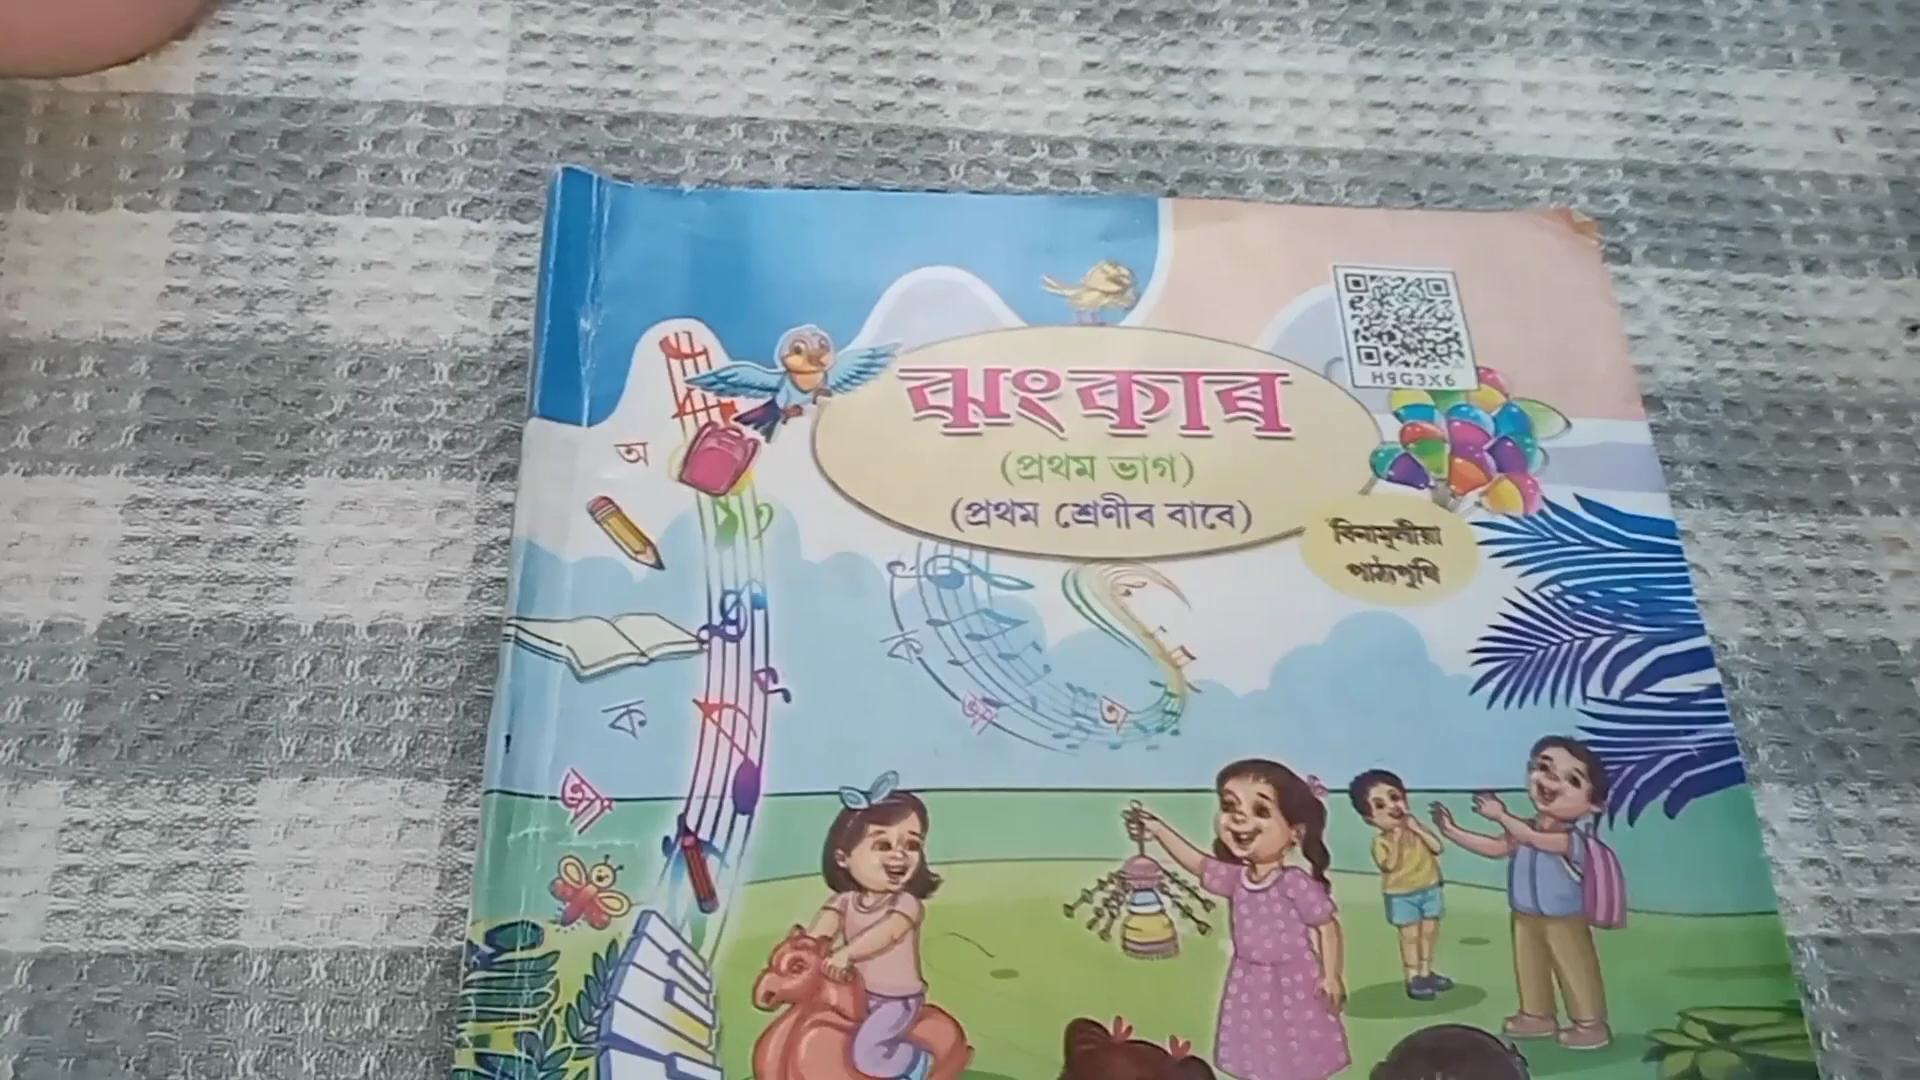 ঝংকাৰ
(প্ৰথম ভাগ)
(প্ৰথম শ্ৰেণীৰ বাবে)
H9G3X6
বিনামূলীয়া
পাঠ্যপুথি
অ
ক
ক
অ